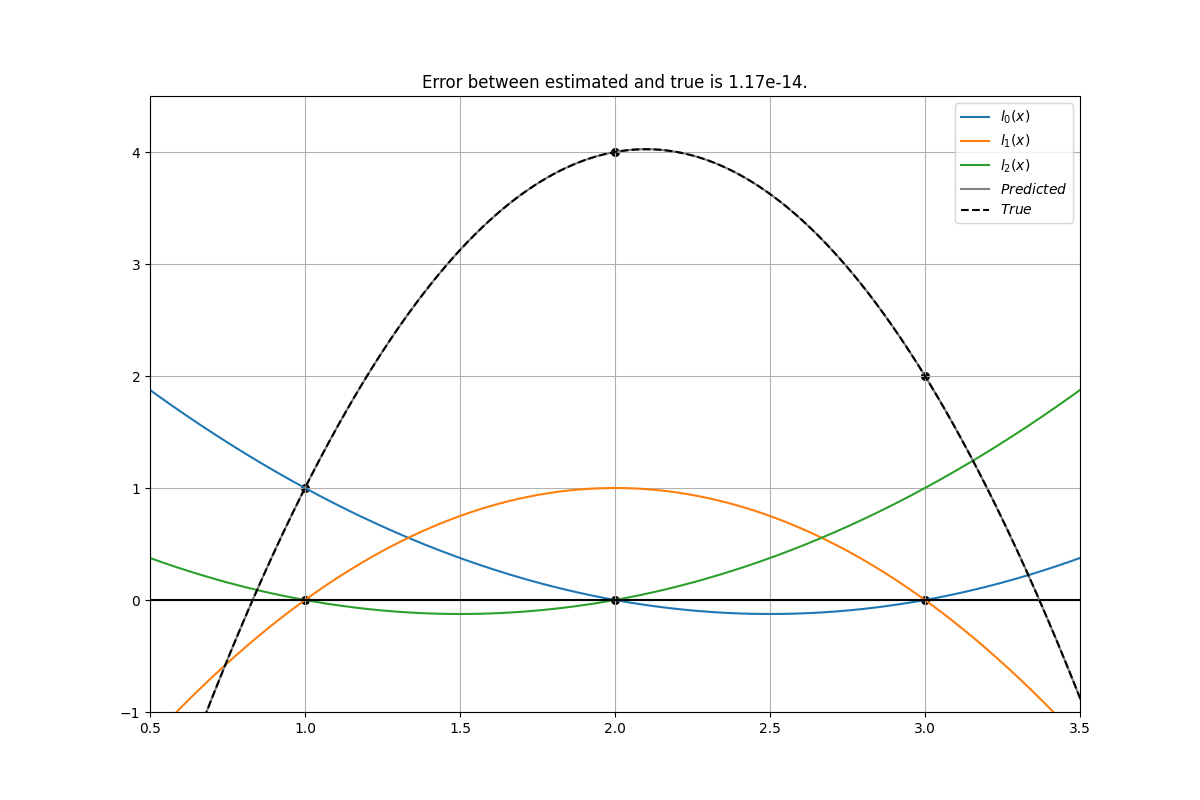 Error between estimated and true is 1.17e-14.
l₀(x)
l₁(x)
l₂(x)
Predicted
True
4
3
2
1
0
−1
0.5 1.0 1.5 2.0 2.5 3.0 3.5